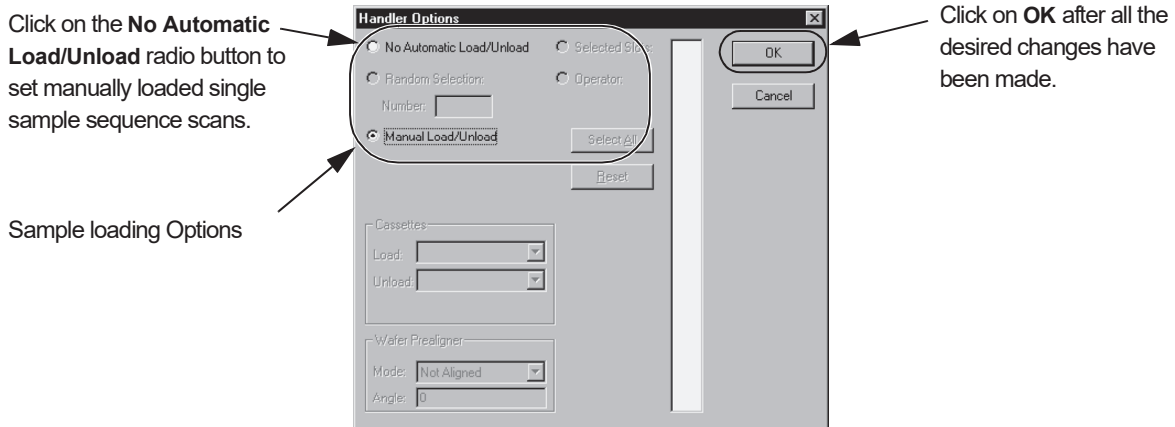 Click on the No Automatic
Load/Unload radio button to
set manually loaded single
sample sequence scans.
Sample loading Options
Handler Options
No Automatic Load/Unload
Selected Slots:
Random Selection:
Operator:
Number:
Manual Load/Unload
Select All
Reset
Cassettes
Load:
Unload:
Wafer Prealigner
Mode: Not Aligned
Angle: 0
OK
Cancel
Click on OK after all the
desired changes have
been made.